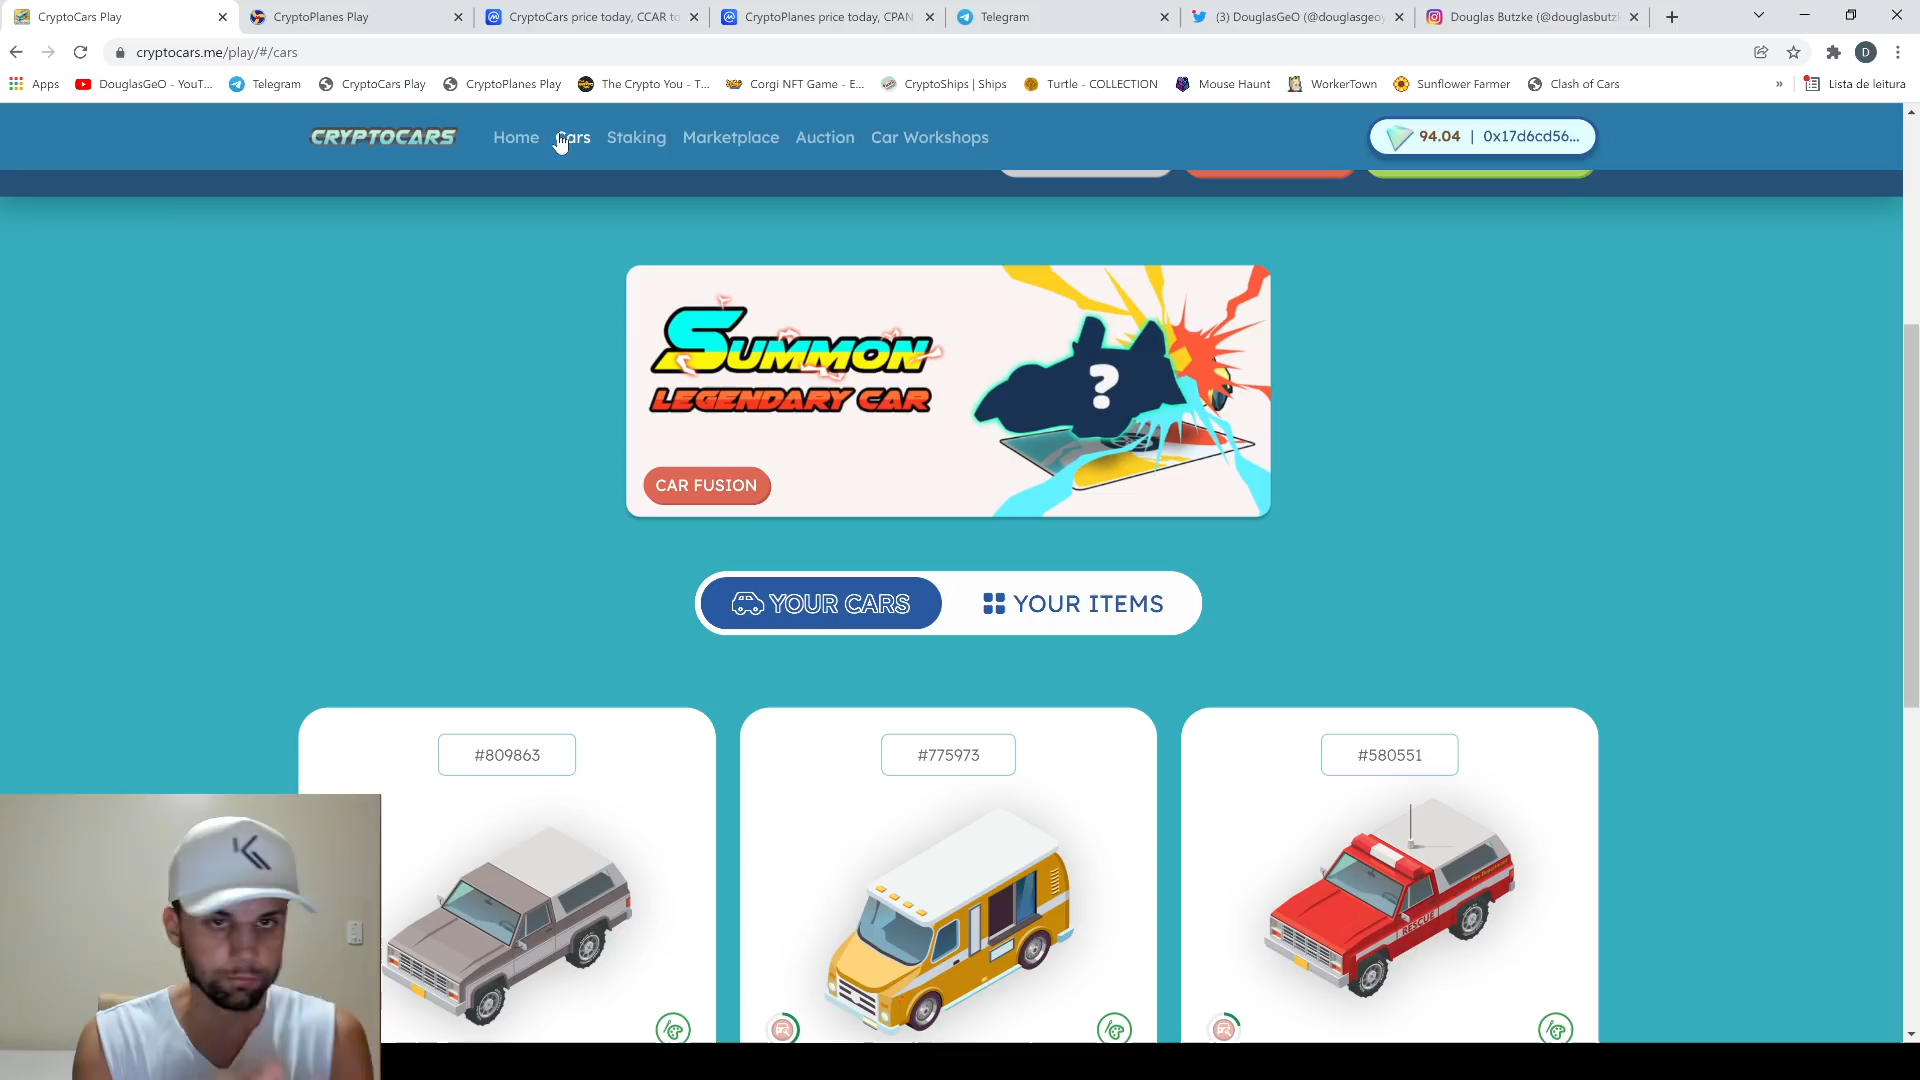 CryptoCars Play
CryptoPlanes Play
CryptoCars price today, CCAR to
CryptoPlanes price today, CPAN
Telegram
(3) DouglasGeO (@douglasgeoy
Douglas Butzke (@douglasbutzk
cryptocars.me/play/#/cars
D
Apps
DouglasGeO - YouT...
Telegram
CryptoCars Play
CryptoPlanes Play
The Crypto You - T...
Corgi NFT Game - E...
CryptoShips | Ships
Turtle - COLLECTION
Mouse Haunt
WorkerTown
Sunflower Farmer
Clash of Cars
»
Lista de leitura
CRYPTOCARS
Home
Cars
Staking
Marketplace
Auction
Car Workshops
94.04 | 0x17d6cd56...
SUMMON
LEGENDARY CAR
?
CAR FUSION
YOUR CARS
YOUR ITEMS
#809863
#775973
#580551
RESCUE